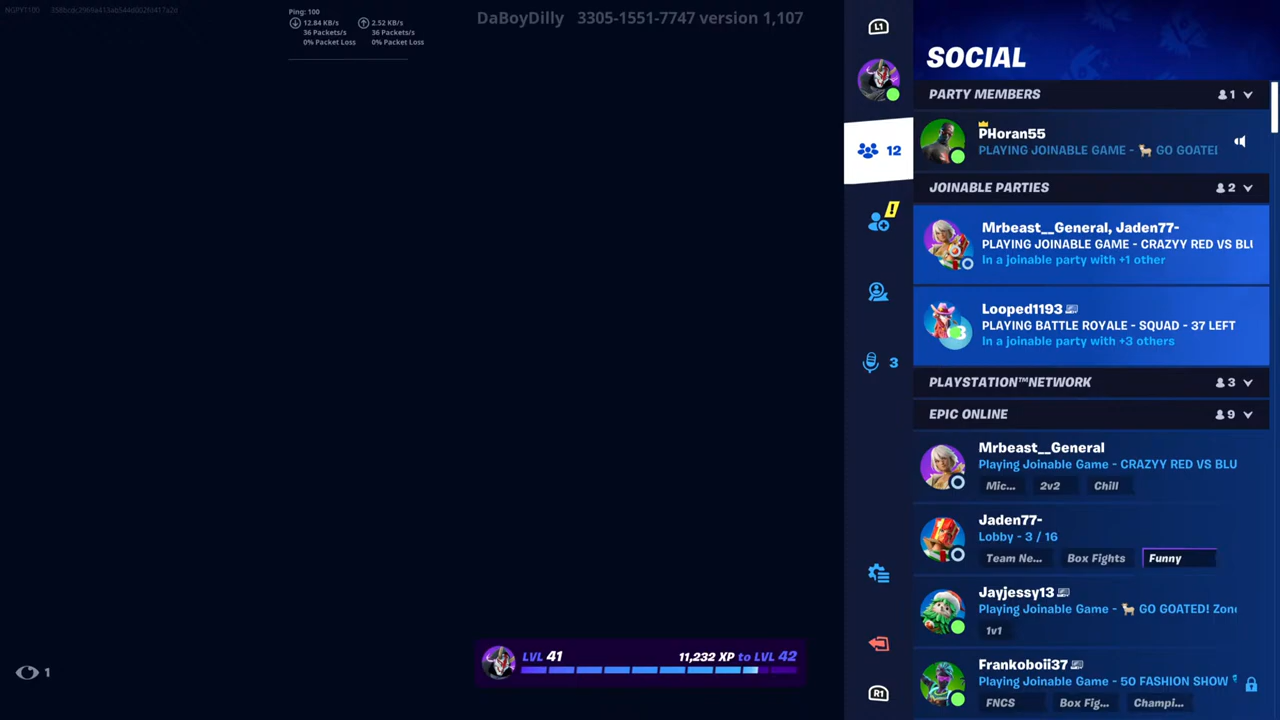 Ping: 100
12.84 KB/s 2.52 KB/s
36 Packets/s 36 Packets/s
0% Packet Loss 0% Packet Loss
DaBoyDilly 3305-1551-7747 version 1,107
L1
12
3
R1
SOCIAL
PARTY MEMBERS 1
PHoran55
PLAYING JOINABLE GAME - 🐐 GO GOATED
JOINABLE PARTIES 2
Mrbeast__General, Jaden77-
PLAYING JOINABLE GAME - CRAZYY RED VS BLU
In a joinable party with +1 other
Looped1193
PLAYING BATTLE ROYALE - SQUAD - 37 LEFT
In a joinable party with +3 others
+3
PLAYSTATION™NETWORK 3
EPIC ONLINE 9
Mrbeast__General
Playing Joinable Game - CRAZYY RED VS BLU
Mic... 2v2 Chill
Jaden77-
Lobby - 3 / 16
Team Ne... Box Fights Funny
Jayjessy13
Playing Joinable Game - 🐐 GO GOATED! Zone
1v1
Frankoboii37
Playing Joinable Game - 50 FASHION SHOW
FNCS Box Fig... Champi...
LVL 41 11,232 XP to LVL 42
1